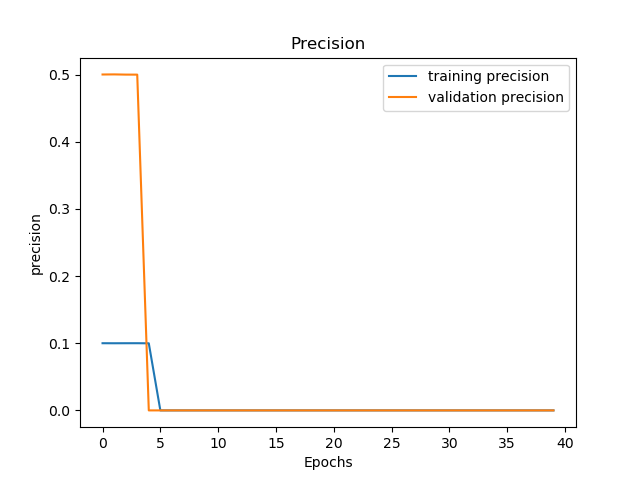 Precision
training precision
validation precision
0.5
0.4
0.3
0.2
0.1
0.0
precision
0 5 10 15 20 25 30 35 40
Epochs